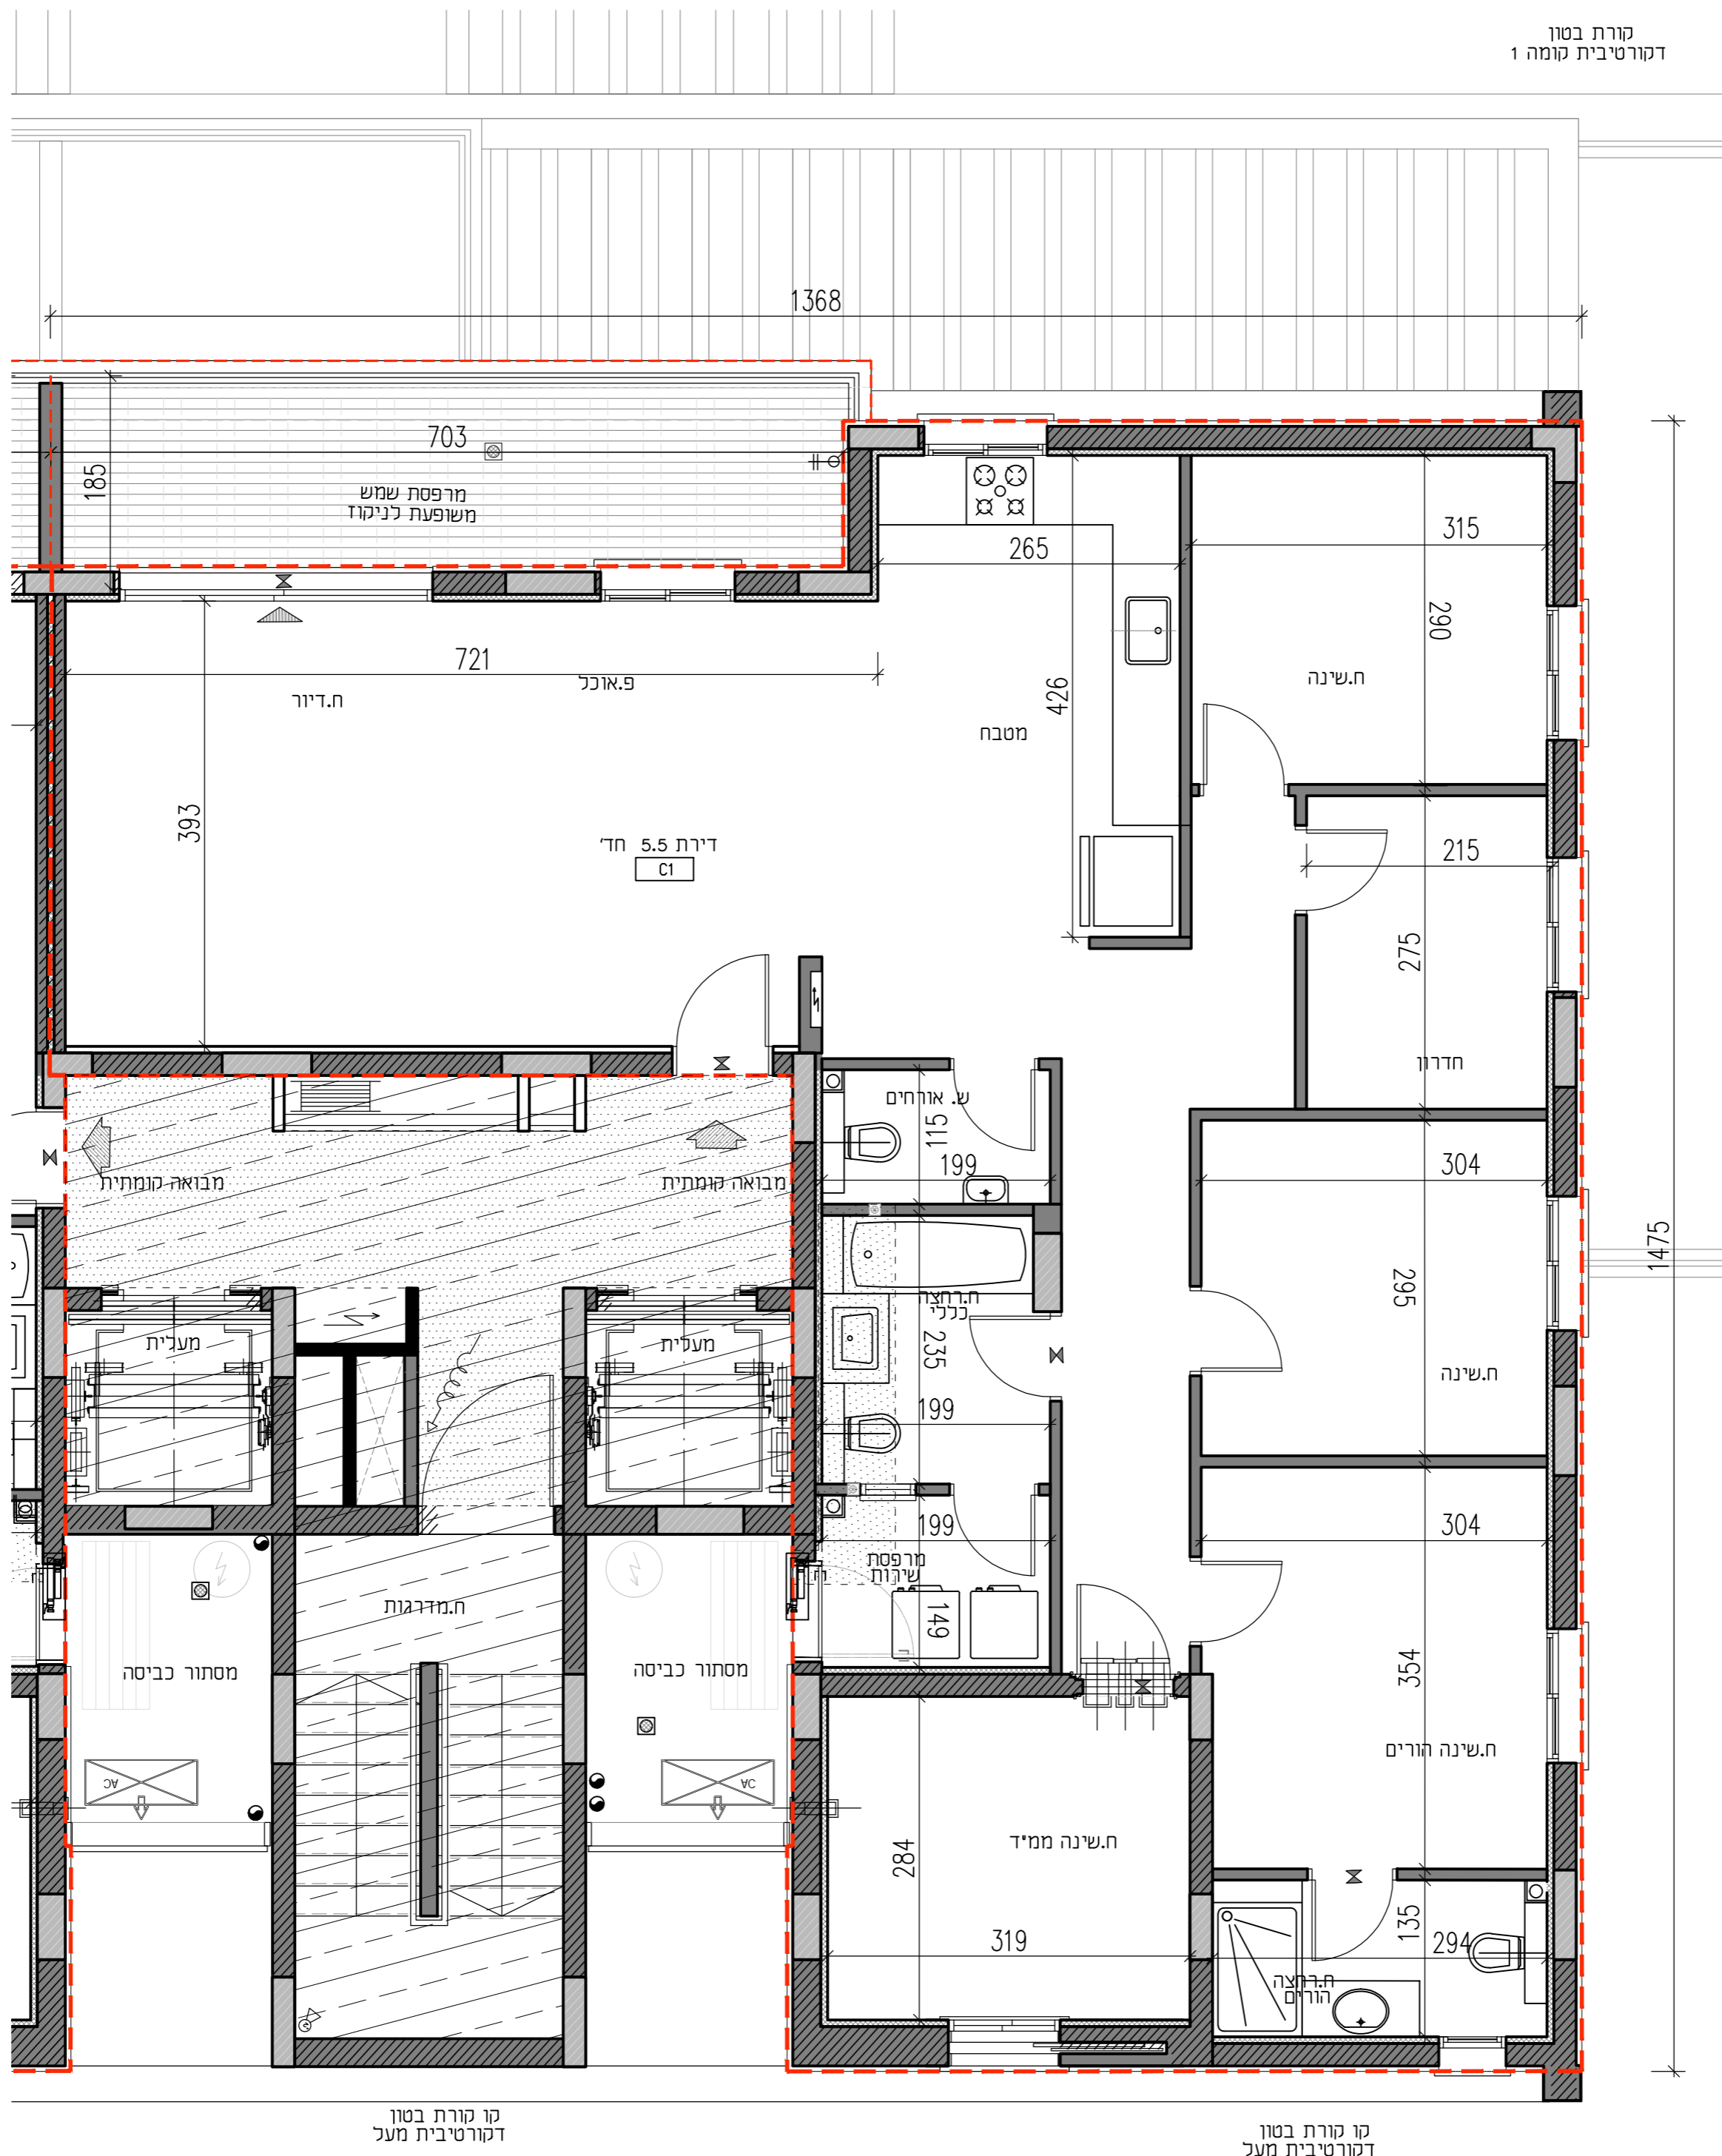 קורת בטון
דקורטיבית קומה 1
1368
703
185
מרפסת שמש
משופעת לניקוז
265
315
290
721
פ.אוכל
ח.דיור
ח.שינה
426
מטבח
393
דירת 5.5 חד'
C1
215
275
חדרון
ש. אורחים
115
199
304
מבואה קומתית
מבואה קומתית
1475
295
ח.רחצה
כללי
235
מעלית
מעלית
ח.שינה
199
199
304
מרפסת
שירות
149
ח.מדרגות
מסתור כביסה
מסתור כביסה
354
ח.שינה הורים
AC
AC
284
ח.שינה ממ"ד
319
135
294
ח.רחצה
הורים
קו קורת בטון
דקורטיבית מעל
קו קורת בטון
דקורטיבית מעל